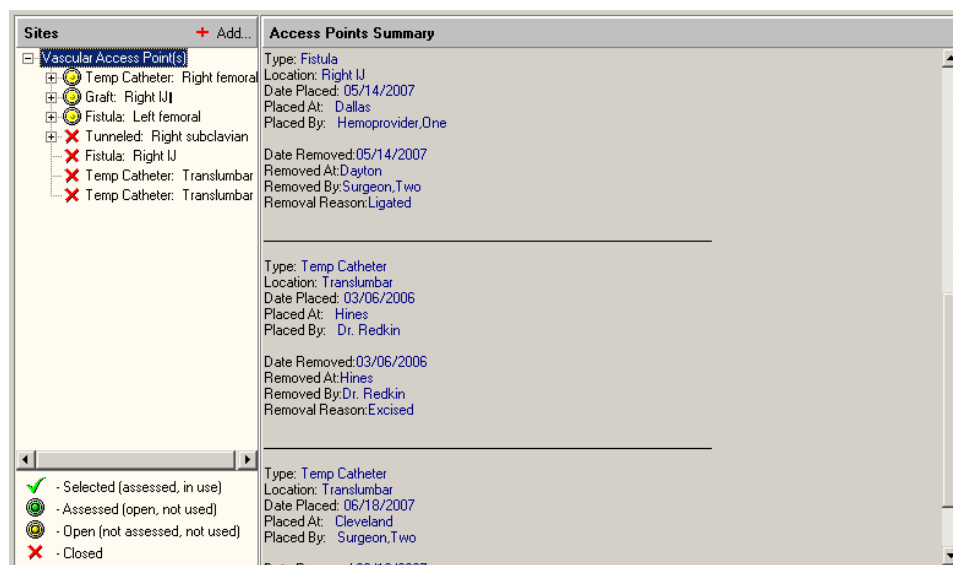 Sites
+ Add...
Vascular Access Point(s)
Temp Catheter: Right femoral
Graft: Right IJ
Fistula: Left femoral
Tunneled: Right subclavian
Fistula: Right IJ
Temp Catheter: Translumbar
Temp Catheter: Translumbar
- Selected (assessed, in use)
- Assessed (open, not used)
- Open (not assessed, not used)
- Closed
Access Points Summary
Type: Fistula
Location: Right IJ
Date Placed: 05/14/2007
Placed At: Dallas
Placed By: Hemoprovider,One
Date Removed:05/14/2007
Removed At:Dayton
Removed By:Surgeon,Two
Removal Reason:Ligated
Type: Temp Catheter
Location: Translumbar
Date Placed: 03/06/2006
Placed At: Hines
Placed By: Dr. Redkin
Date Removed:03/06/2006
Removed At:Hines
Removed By:Dr. Redkin
Removal Reason:Excised
Type: Temp Catheter
Location: Translumbar
Date Placed: 06/18/2007
Placed At: Cleveland
Placed By: Surgeon,Two